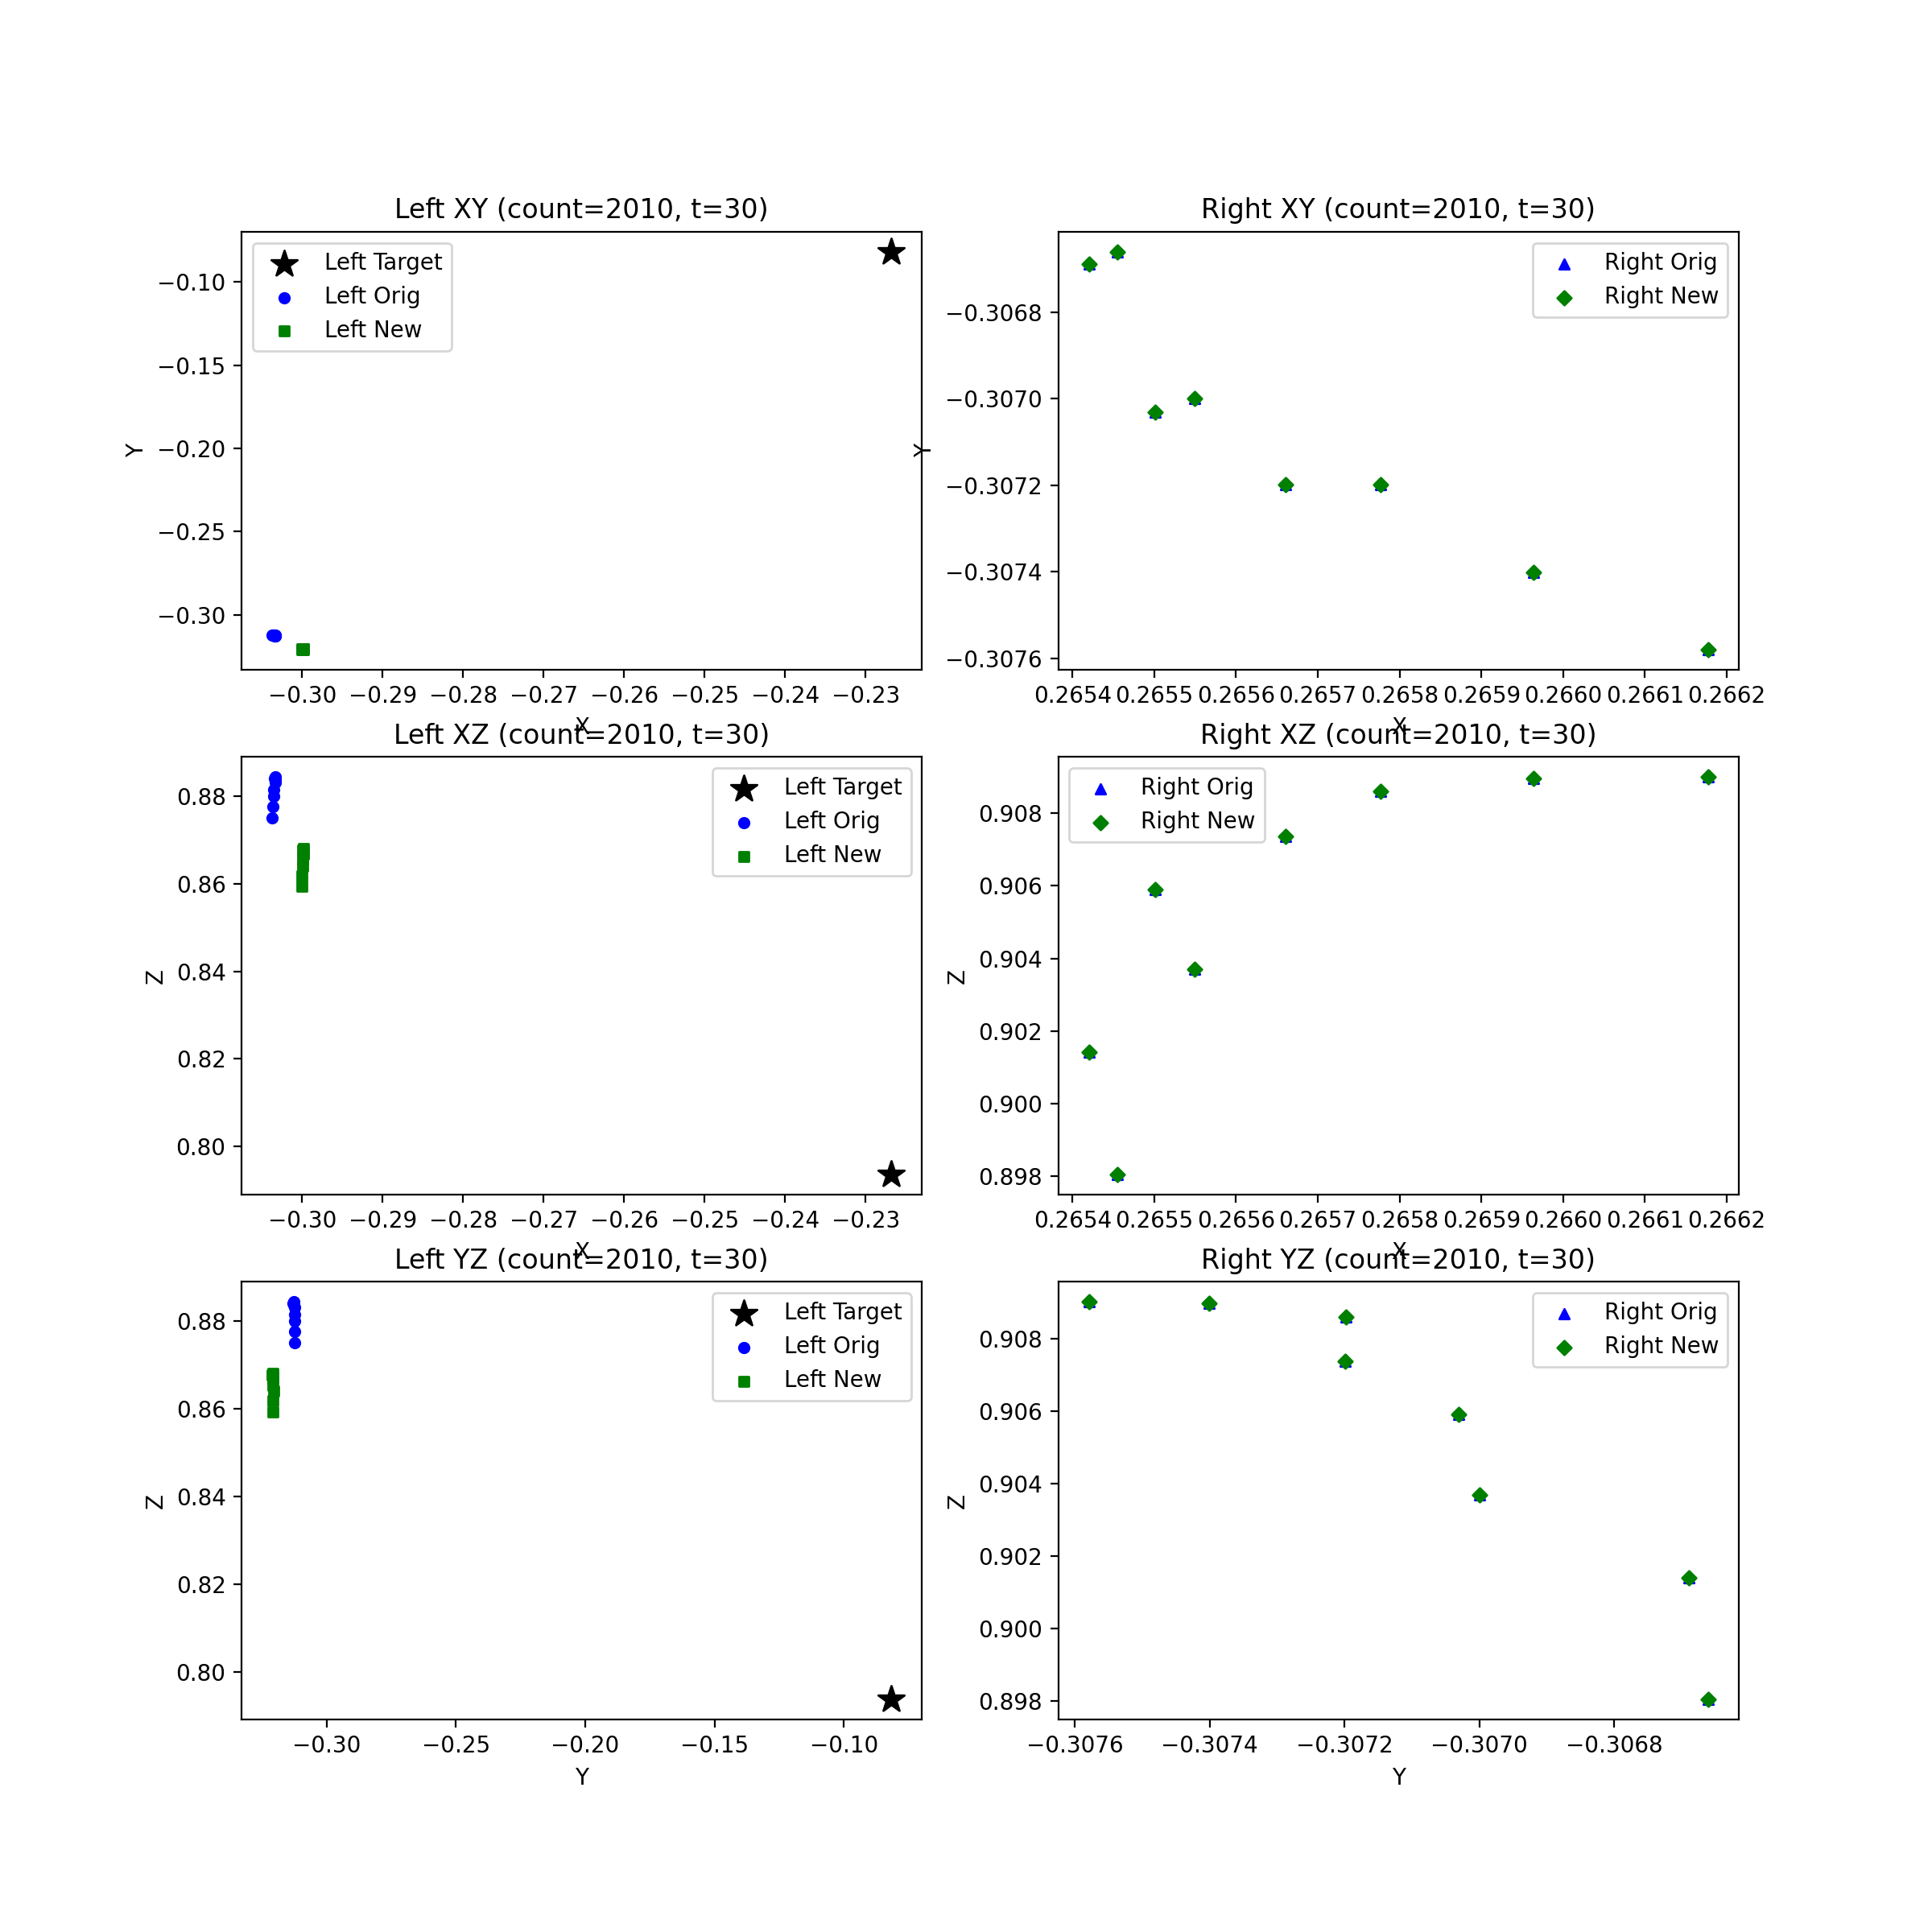 Left XY (count=2010, t=30)
Left Target
Left Orig
Left New
−0.10
−0.15
−0.20
−0.25
−0.30
Y
−0.30 −0.29 −0.28 −0.27 −0.26 −0.25 −0.24 −0.23
X
Right XY (count=2010, t=30)
Right Orig
Right New
−0.3068
−0.3070
−0.3072
−0.3074
−0.3076
Y
0.2654 0.2655 0.2656 0.2657 0.2658 0.2659 0.2660 0.2661 0.2662
X
Left XZ (count=2010, t=30)
Left Target
Left Orig
Left New
0.88
0.86
0.84
0.82
0.80
Z
−0.30 −0.29 −0.28 −0.27 −0.26 −0.25 −0.24 −0.23
X
Right XZ (count=2010, t=30)
Right Orig
Right New
0.908
0.906
0.904
0.902
0.900
0.898
Z
0.2654 0.2655 0.2656 0.2657 0.2658 0.2659 0.2660 0.2661 0.2662
X
Left YZ (count=2010, t=30)
Left Target
Left Orig
Left New
0.88
0.86
0.84
0.82
0.80
Z
−0.30 −0.25 −0.20 −0.15 −0.10
Y
Right YZ (count=2010, t=30)
Right Orig
Right New
0.908
0.906
0.904
0.902
0.900
0.898
Z
−0.3076 −0.3074 −0.3072 −0.3070 −0.3068
Y